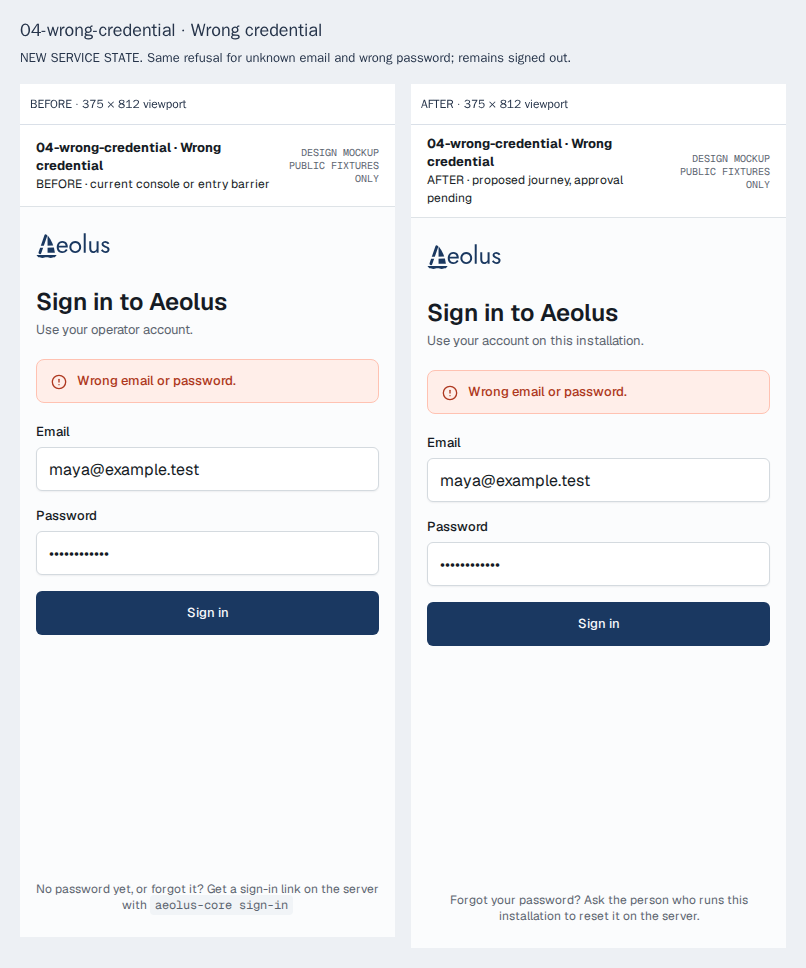 04-wrong-credential · Wrong credential
NEW SERVICE STATE. Same refusal for unknown email and wrong password; remains signed out.
BEFORE · 375 × 812 viewport
04-wrong-credential · Wrong
credential
BEFORE · current console or entry barrier
DESIGN MOCKUP
PUBLIC FIXTURES
ONLY
Aeolus
Sign in to Aeolus
Use your operator account.
Wrong email or password.
Email
maya@example.test
Password
••••••••••••
Sign in
No password yet, or forgot it? Get a sign-in link on the server
with aeolus-core sign-in
AFTER · 375 × 812 viewport
04-wrong-credential · Wrong
credential
AFTER · proposed journey, approval
pending
DESIGN MOCKUP
PUBLIC FIXTURES
ONLY
Aeolus
Sign in to Aeolus
Use your account on this installation.
Wrong email or password.
Email
maya@example.test
Password
••••••••••••
Sign in
Forgot your password? Ask the person who runs this
installation to reset it on the server.